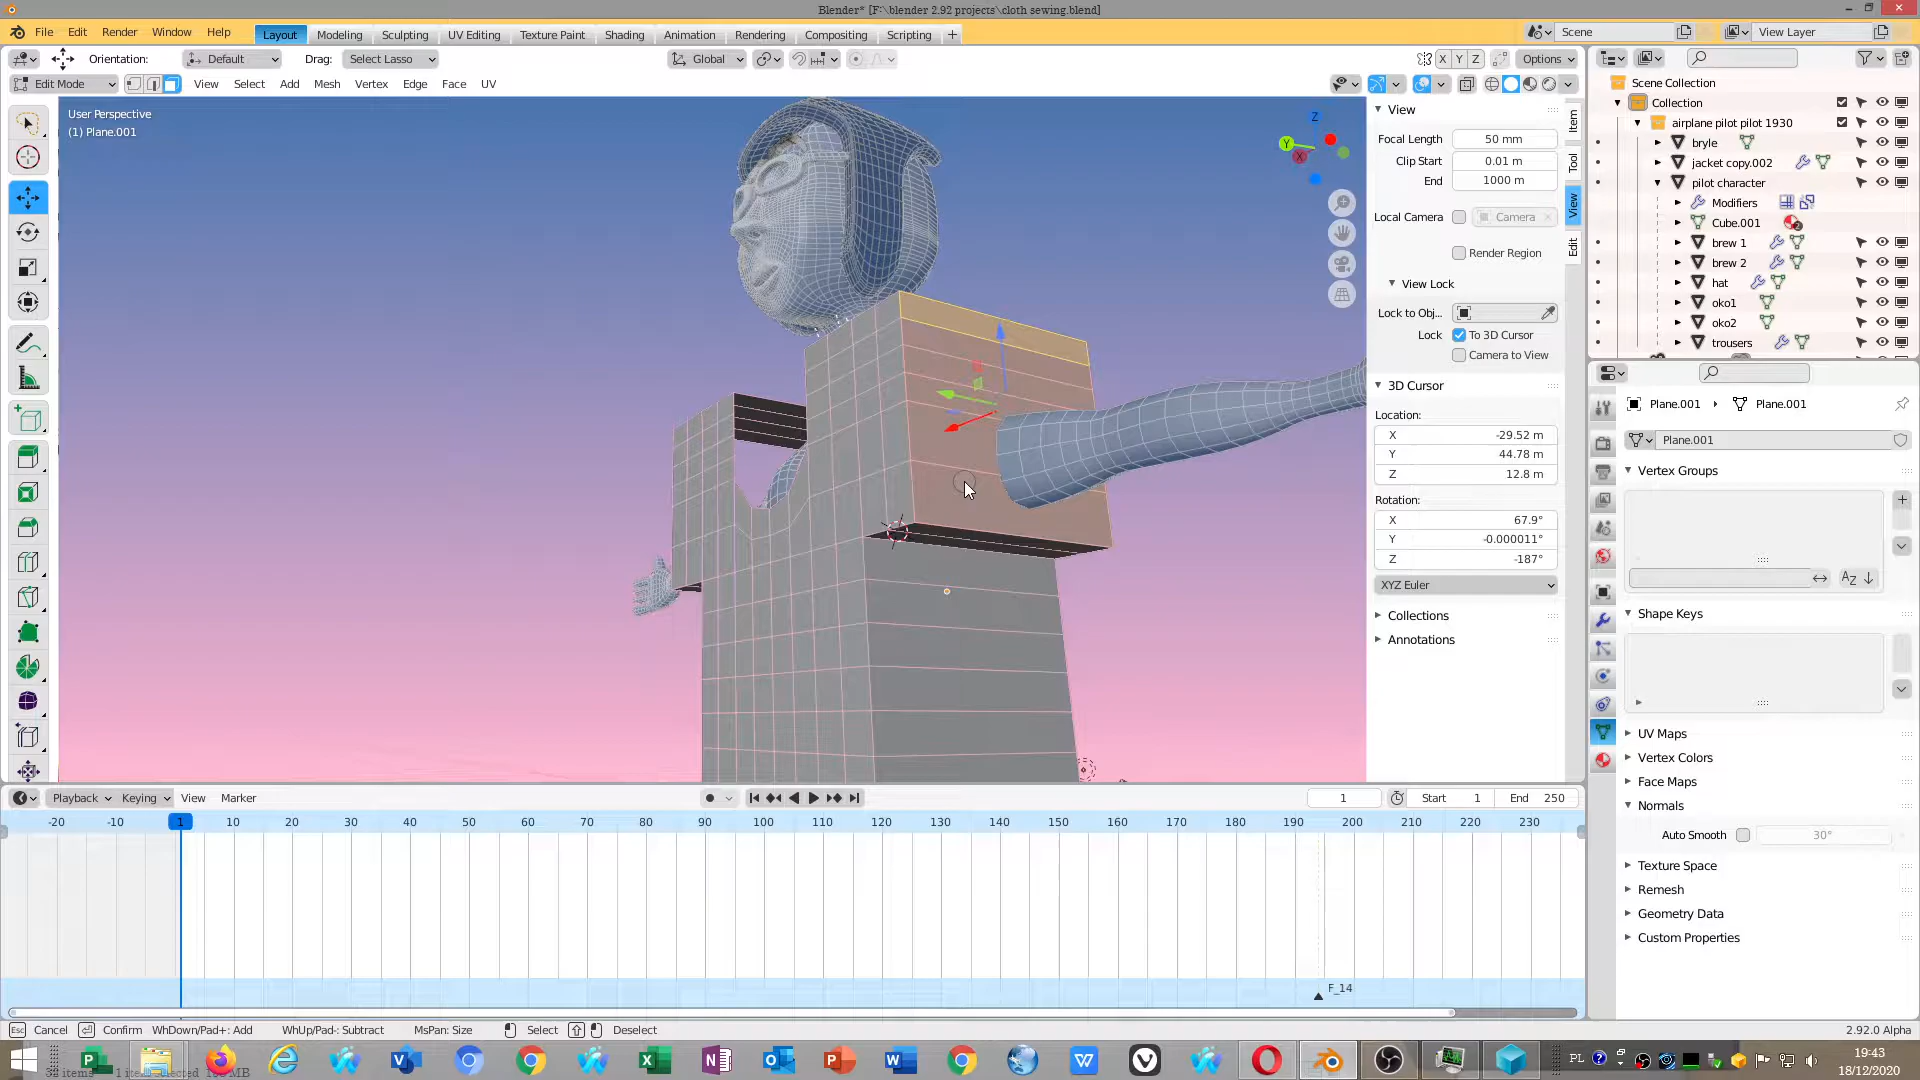 Blender* [F:\blender 2.92 projects\cloth sewing.blend]
File Edit Render Window Help
Layout Modeling Sculpting UV Editing Texture Paint Shading Animation Rendering Compositing Scripting +
Scene
View Layer
Orientation: Default Drag: Select Lasso
Global
X Y Z Options
Edit Mode
View Select Add Mesh Vertex Edge Face UV
User Perspective
(1) Plane.001
Z
Y
X
View
Focal Length 50 mm
Clip Start 0.01 m
End 1000 m
Local Camera Camera
Render Region
View Lock
Lock to Obj...
Lock To 3D Cursor
Camera to View
3D Cursor
Location:
X -29.52 m
Y 44.78 m
Z 12.8 m
Rotation:
X 67.9°
Y -0.000011°
Z -187°
XYZ Euler
Collections
Annotations
Item
Tool
View
Edit
Scene Collection
Collection
airplane pilot pilot 1930
bryle
jacket copy.002
pilot character
Modifiers
Cube.001
brew 1
brew 2
hat
oko1
oko2
trousers
Plane.001 Plane.001
Plane.001
Vertex Groups
Shape Keys
UV Maps
Vertex Colors
Face Maps
Normals
Auto Smooth 30°
Texture Space
Remesh
Geometry Data
Custom Properties
Playback Keying View Marker
1 Start 1 End 250
-20 -10 1 10 20 30 40 50 60 70 80 90 100 110 120 130 140 150 160 170 180 190 200 210 220 230
F_14
Esc Cancel Confirm WhDown/Pad+: Add WhUp/Pad-: Subtract MsPan: Size Select Deselect
2.92.0 Alpha
PL
19:43
18/12/2020